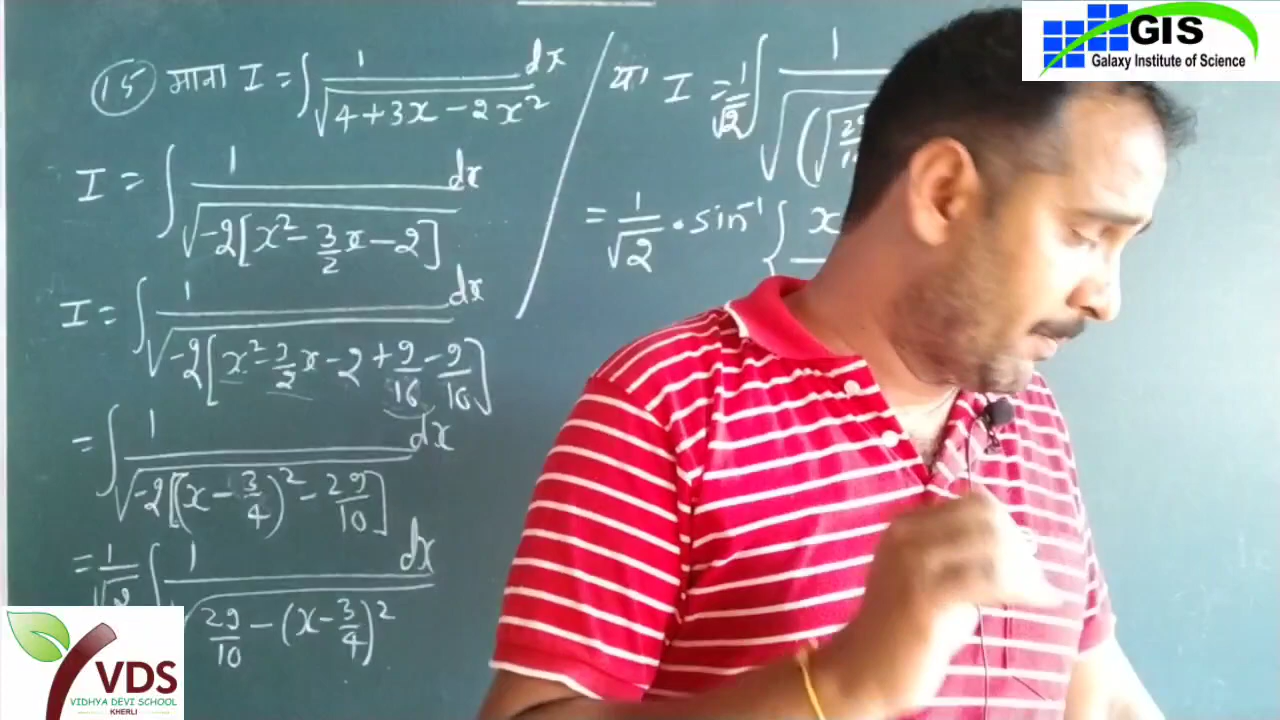 (15) माना I = ∫ 1/√(4+3x-2x²) dx
I = ∫ 1/√(-2[x²-3/2x-2]) dx
I = ∫ 1/√(-2[x²-3/2x-2+9/16-9/16]) dx
= ∫ 1/√(-2[(x-3/4)²-29/10]) dx
= 1/√2 ∫ 1/√(29/10-(x-3/4)²) dx
या I = 1/√2 ∫ 1/√((√
= 1/√2 · sin⁻¹ { x
GIS
Galaxy Institute of Science
VDS
VIDHYA DEVI SCHOOL
KHERLI